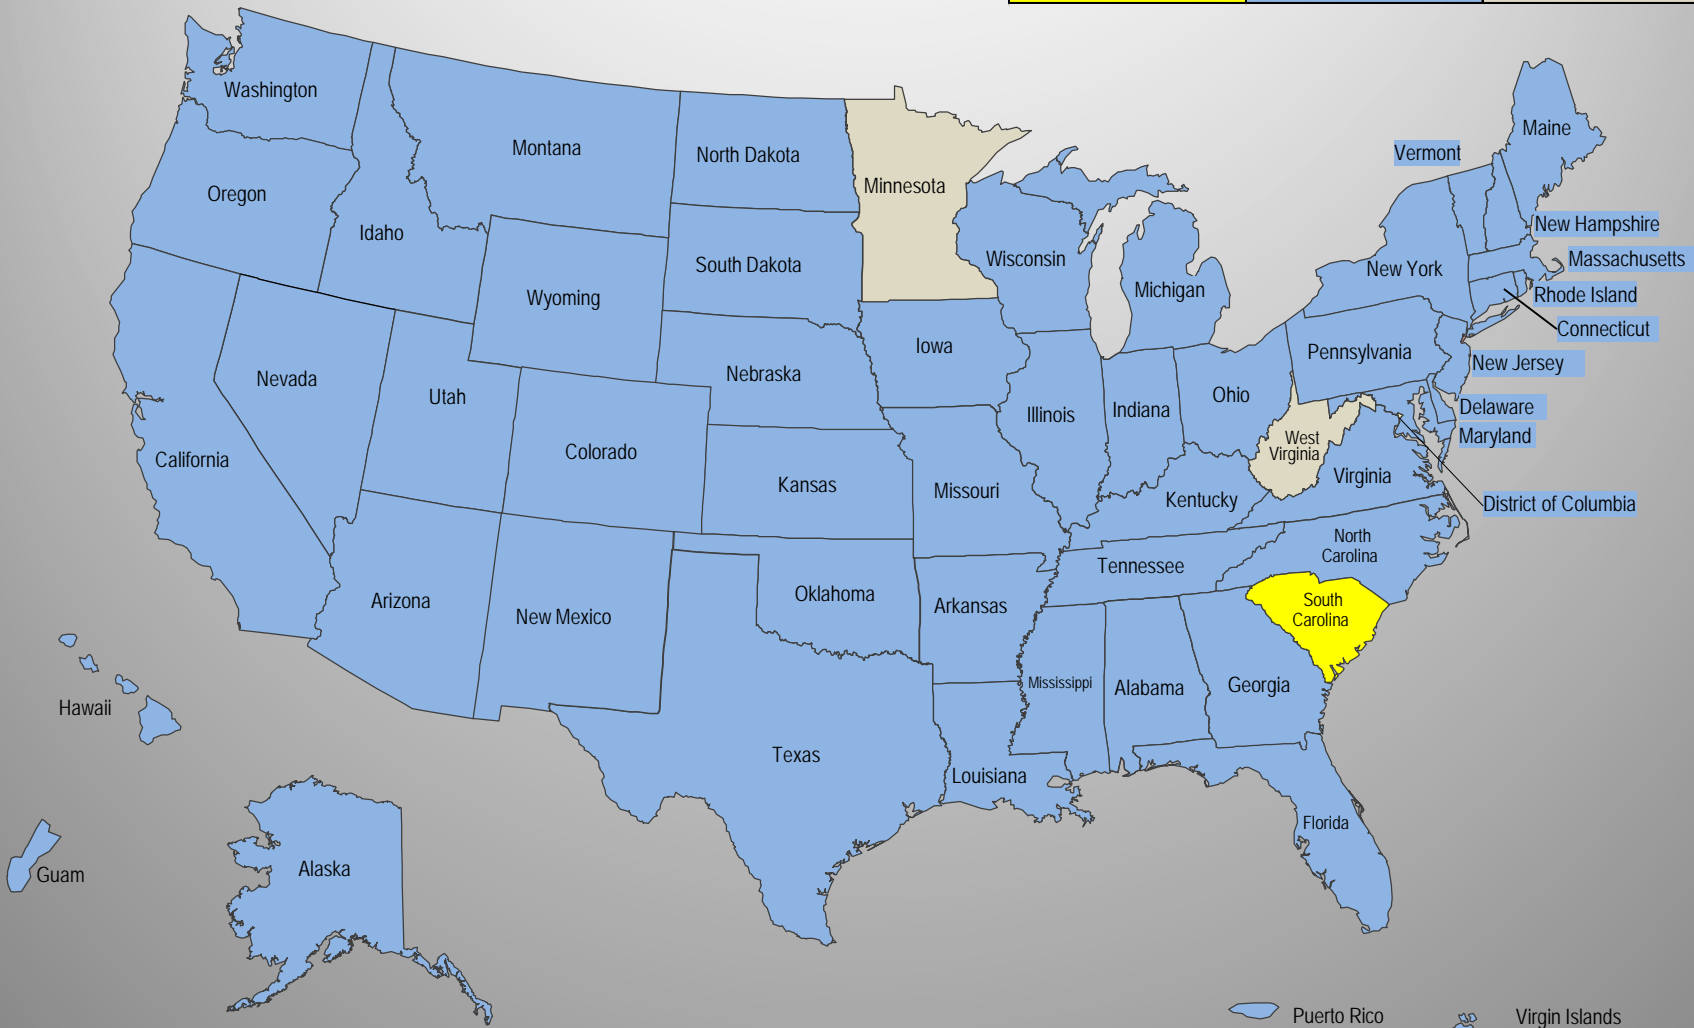 Washington
Montana
North Dakota
Minnesota
Maine
Vermont
Oregon
Idaho
South Dakota
Wisconsin
Michigan
New York
New Hampshire
Massachusetts
Rhode Island
Connecticut
Wyoming
Iowa
Nebraska
Pennsylvania
New Jersey
Nevada
Utah
Illinois
Indiana
Ohio
Delaware
Maryland
California
Colorado
Kansas
Missouri
West
Virginia
Virginia
Kentucky
District of Columbia
North
Carolina
Tennessee
Arizona
New Mexico
Oklahoma
Arkansas
South
Carolina
Mississippi
Alabama
Georgia
Hawaii
Texas
Louisiana
Florida
Guam
Alaska
Puerto Rico
Virgin Islands